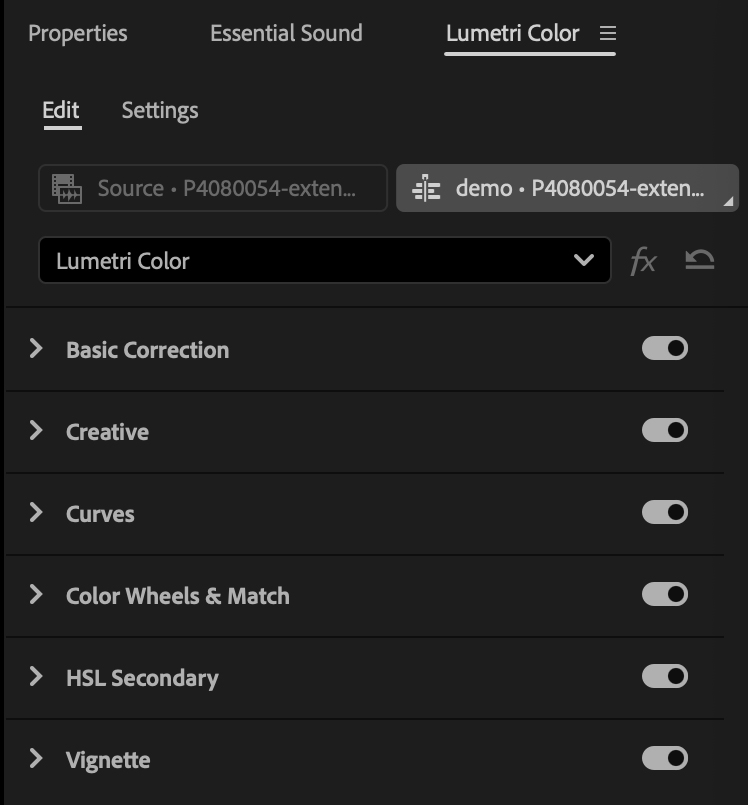 Properties Essential Sound Lumetri Color
Edit Settings
Source • P4080054-exten... demo • P4080054-exten...
Lumetri Color fx
Basic Correction
Creative
Curves
Color Wheels & Match
HSL Secondary
Vignette